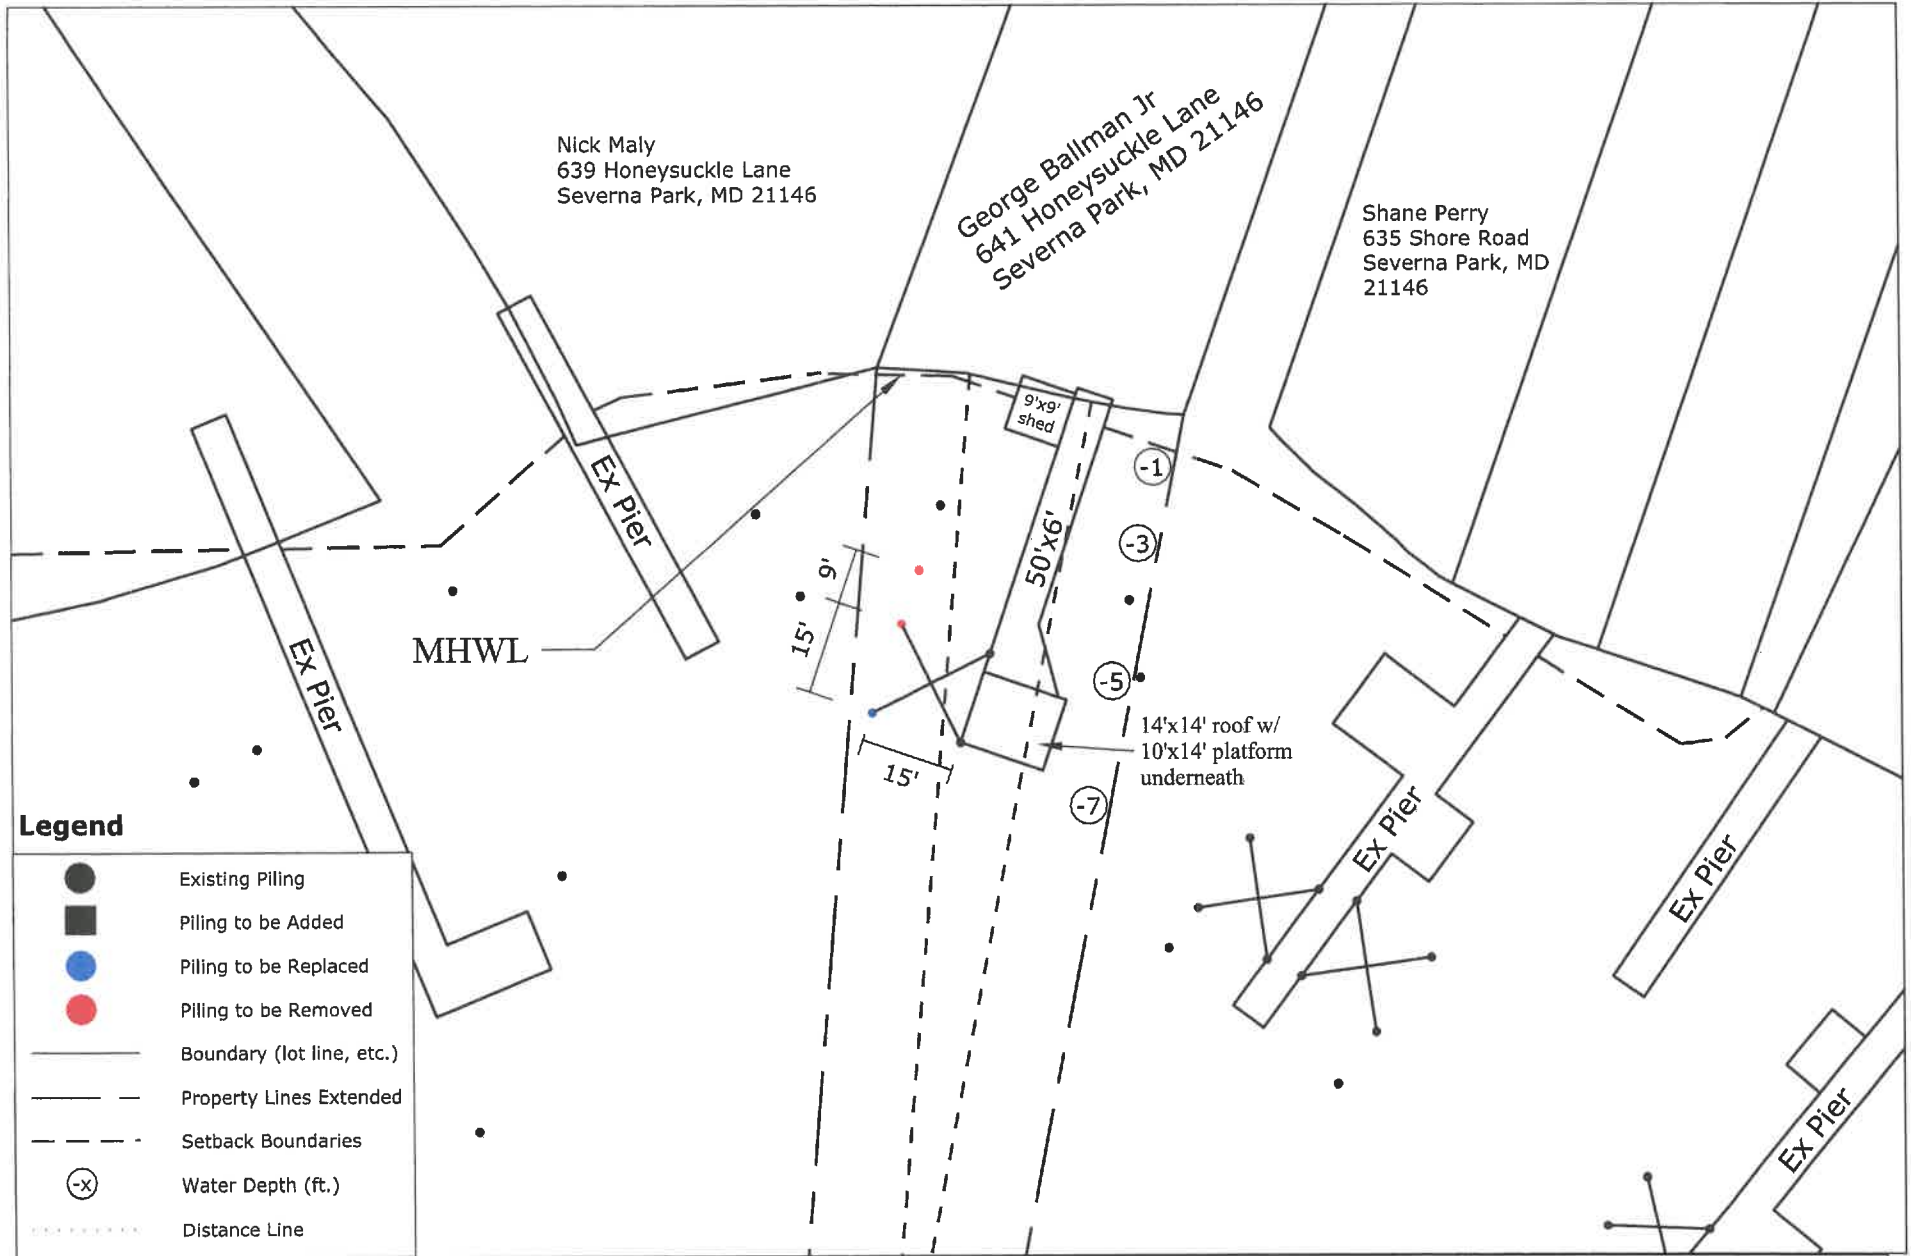 Nick Maly
639 Honeysuckle Lane
Severna Park, MD 21146
George Ballman Jr
641 Honeysuckle Lane
Severna Park, MD 21146
Shane Perry
635 Shore Road
Severna Park, MD
21146
9'x9'
shed
-1
Ex Pier
50'x6'
-3
9'
15'
MHWL
Ex Pier
-5
14'x14' roof w/
10'x14' platform
underneath
15'
-7
Ex Pier
Ex Pier
Ex Pier
Legend
Existing Piling
Piling to be Added
Piling to be Replaced
Piling to be Removed
Boundary (lot line, etc.)
Property Lines Extended
Setback Boundaries
-x Water Depth (ft.)
Distance Line